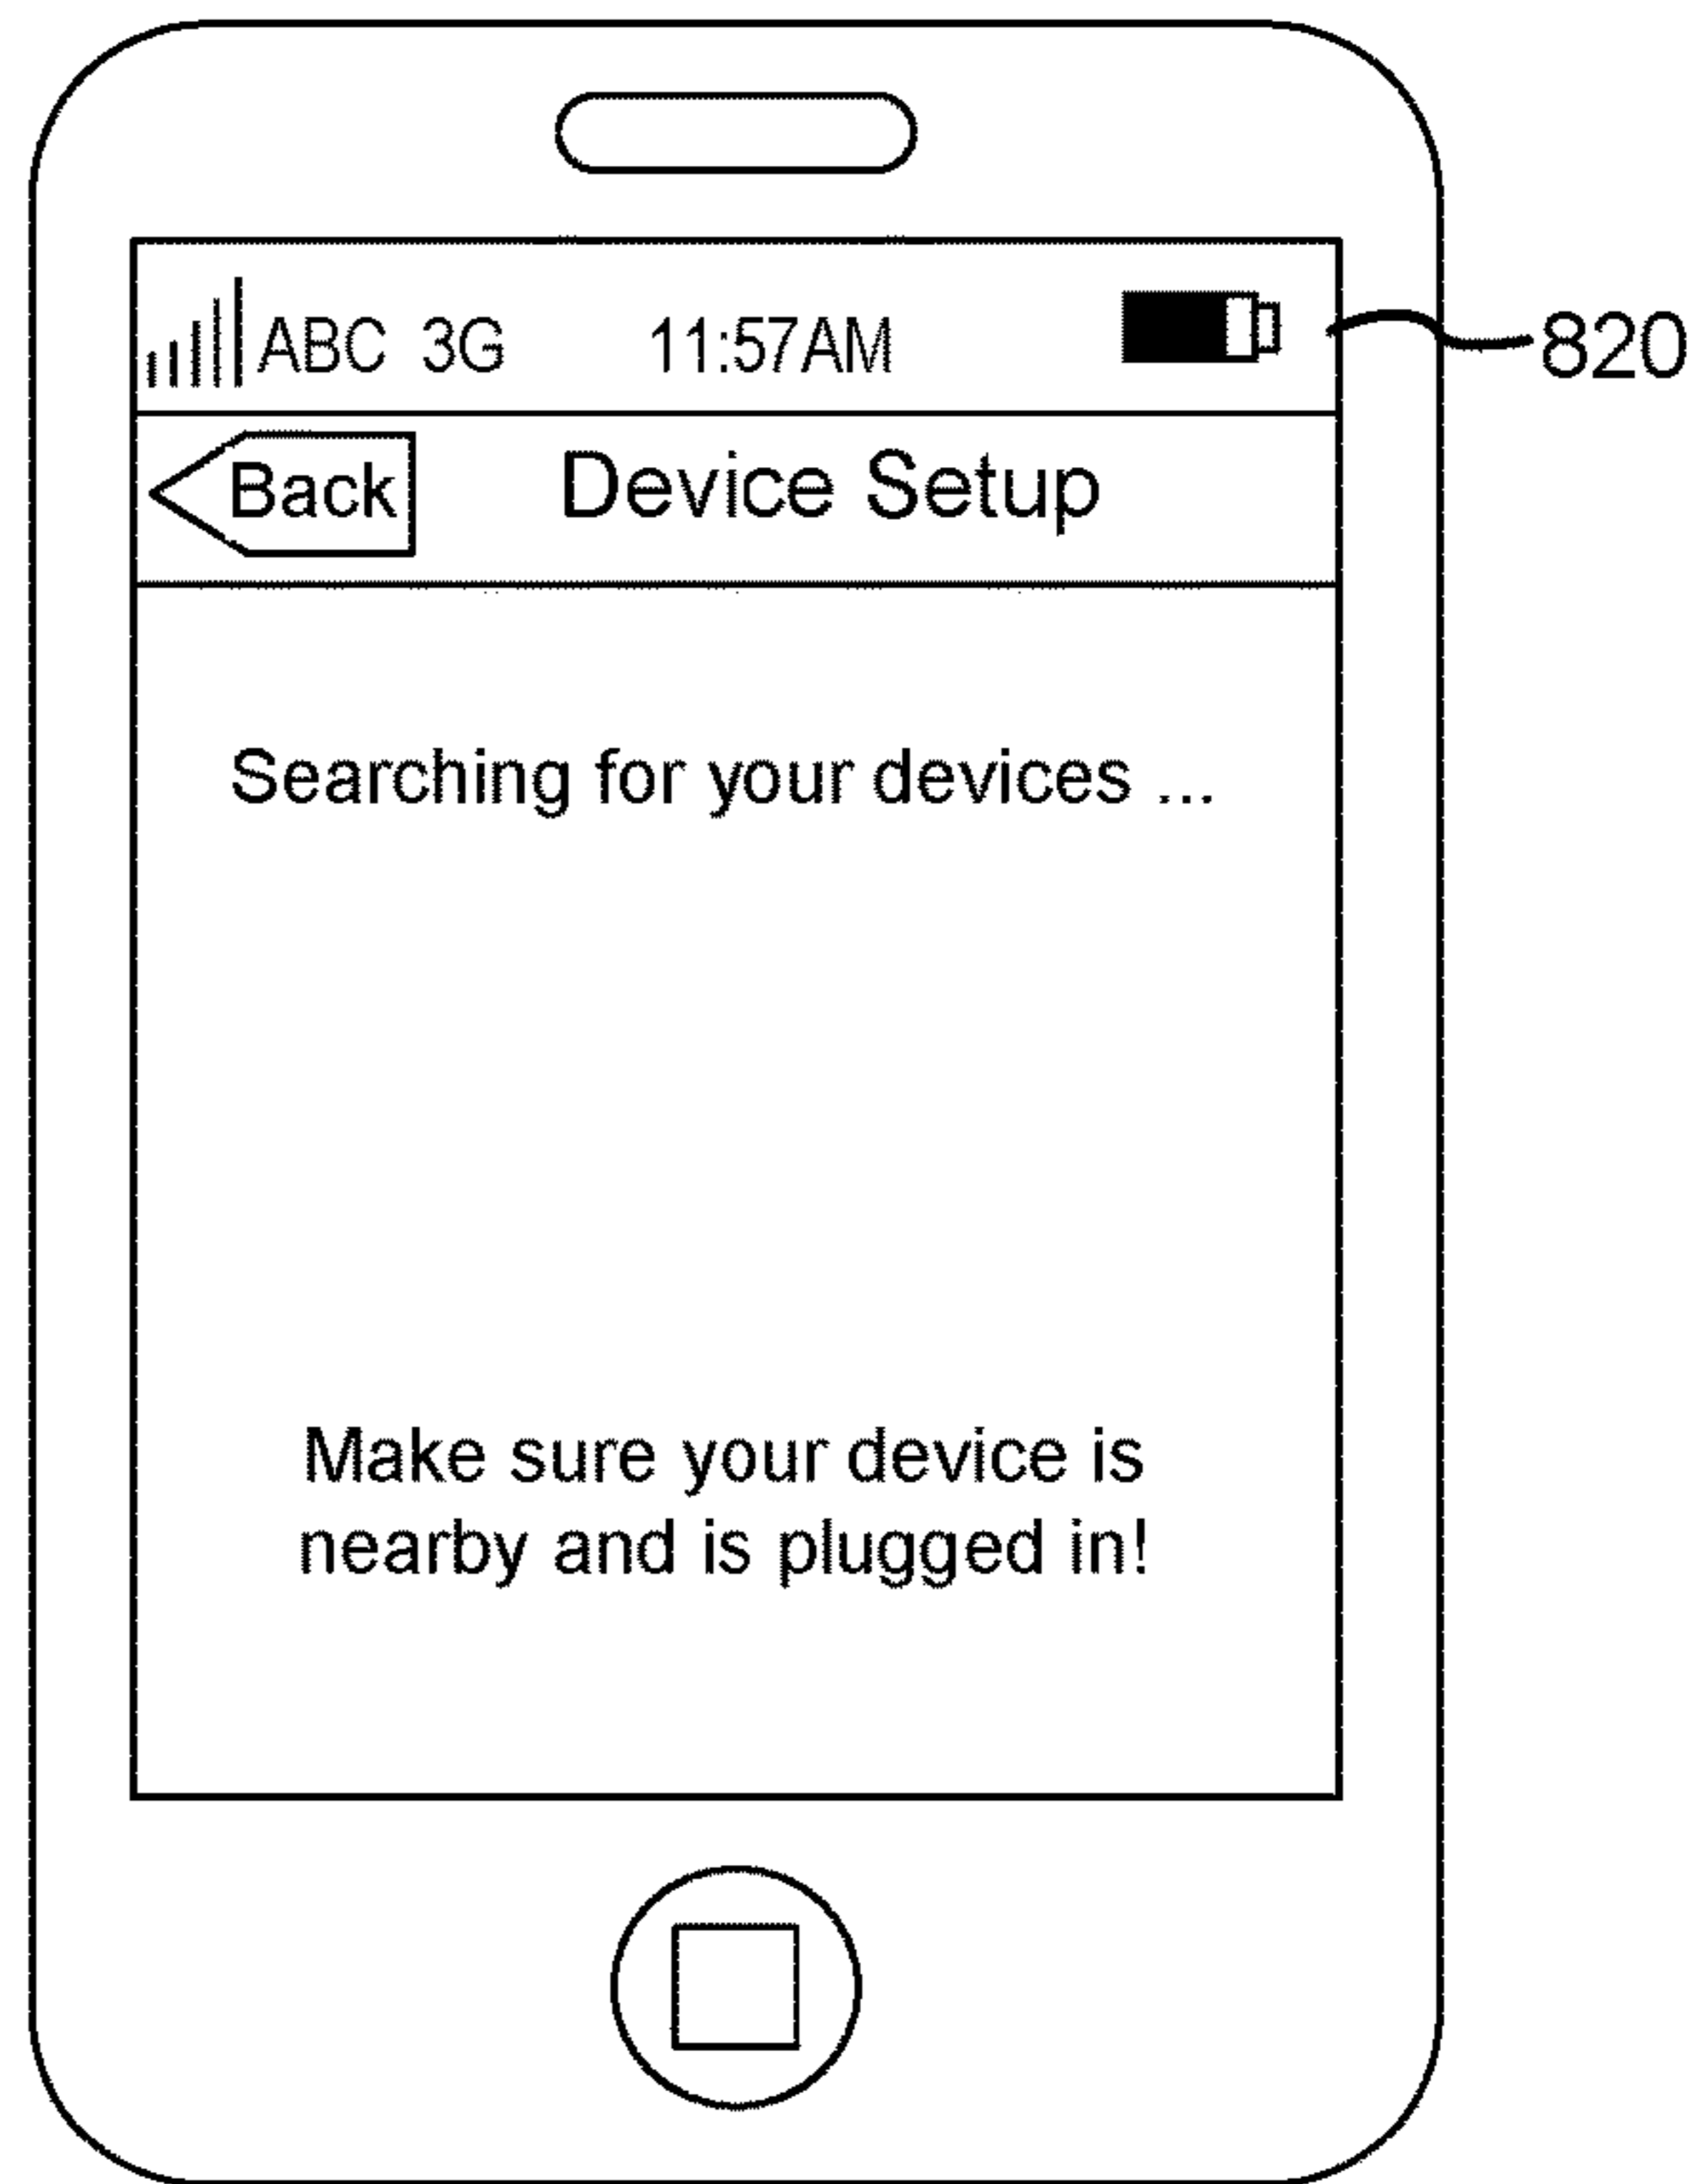 ABC 3G 11:57AM
820
Back Device Setup
Searching for your devices ...
Make sure your device is
nearby and is plugged in!